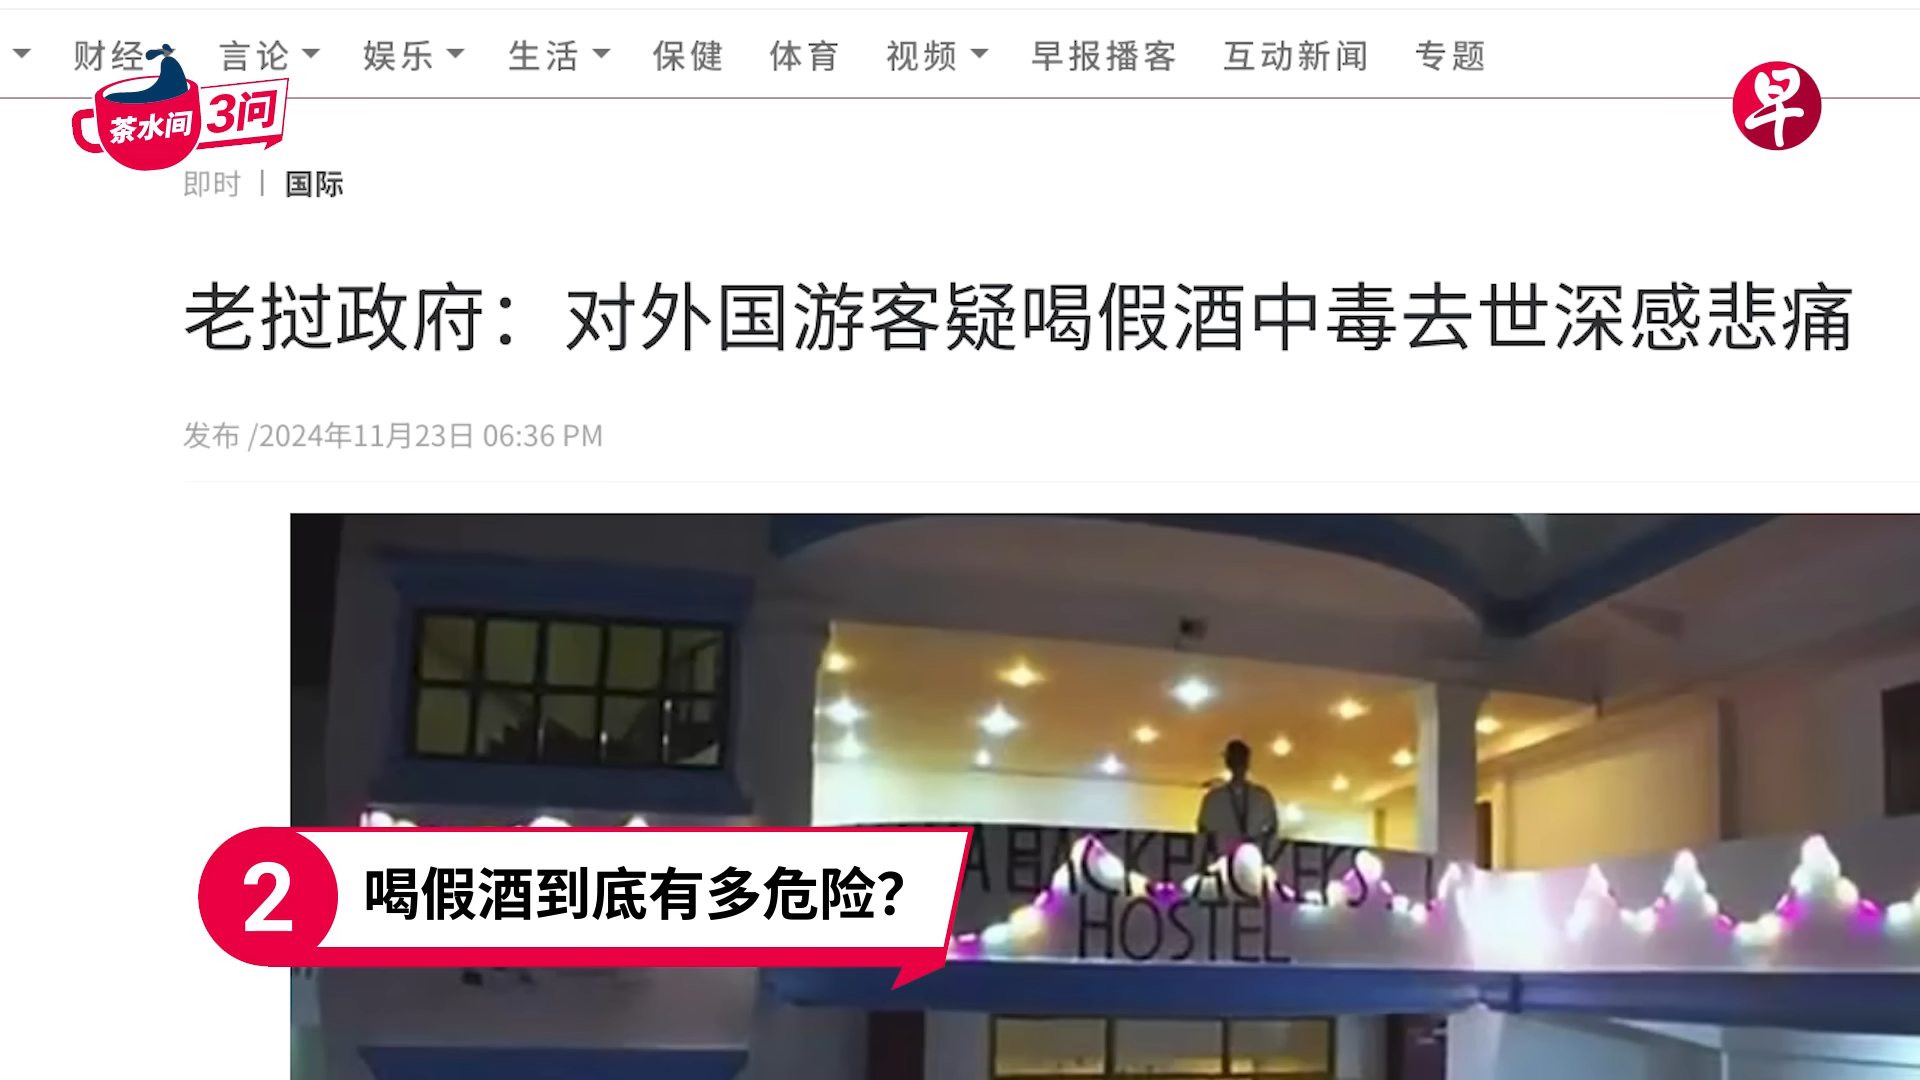 财经 言论 娱乐 生活 保健 体育 视频 早报播客 互动新闻 专题
茶水间 3问
早
即时 | 国际
老挝政府：对外国游客疑喝假酒中毒去世深感悲痛
发布 /2024年11月23日 06:36 PM
A BACKPACKERS
HOSTEL
2 喝假酒到底有多危险?